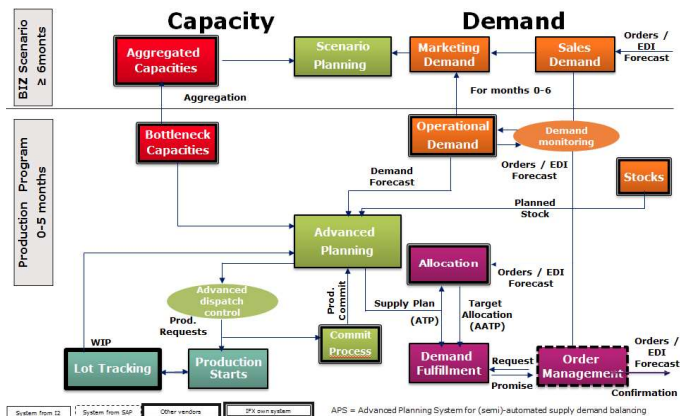 Capacity
Demand
BIZ Scenario
≥ 6months
Aggregated
Capacities
Scenario
Planning
Marketing
Demand
Sales
Demand
Orders /
EDI
Forecast
Aggregation
For months 0-6
Production Program
0-5 months
Bottleneck
Capacities
Operational
Demand
Demand
monitoring
Demand
Forecast
Orders / EDI
Forecast
Stocks
Planned
Stock
Advanced
Planning
Allocation
Orders / EDI
Forecast
Advanced
dispatch
control
Prod.
Commit
Supply Plan
(ATP)
Target
Allocation
(AATP)
Prod.
Requests
WIP
Commit
Process
Lot Tracking
Production
Starts
Demand
Fulfillment
Request
Promise
Order
Management
Orders /
EDI
Forecast
Confirmation
System from I2
System from SAP
Other vendors
IFX own system
APS = Advanced Planning System for (semi)-automated supply demand balancing